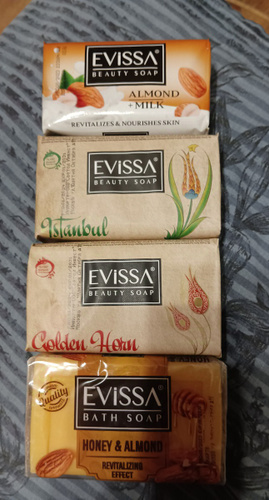 EVISSA®
BEAUTY SOAP
ALMOND
+ MILK
REVITALIZES & NOURISHES SKIN
EVISSA®
BEAUTY SOAP
Istanbul
EVISSA®
BEAUTY SOAP
Golden Horn
Quality
EVISSA®
BATH SOAP
HONEY & ALMOND
REVITALIZING
EFFECT